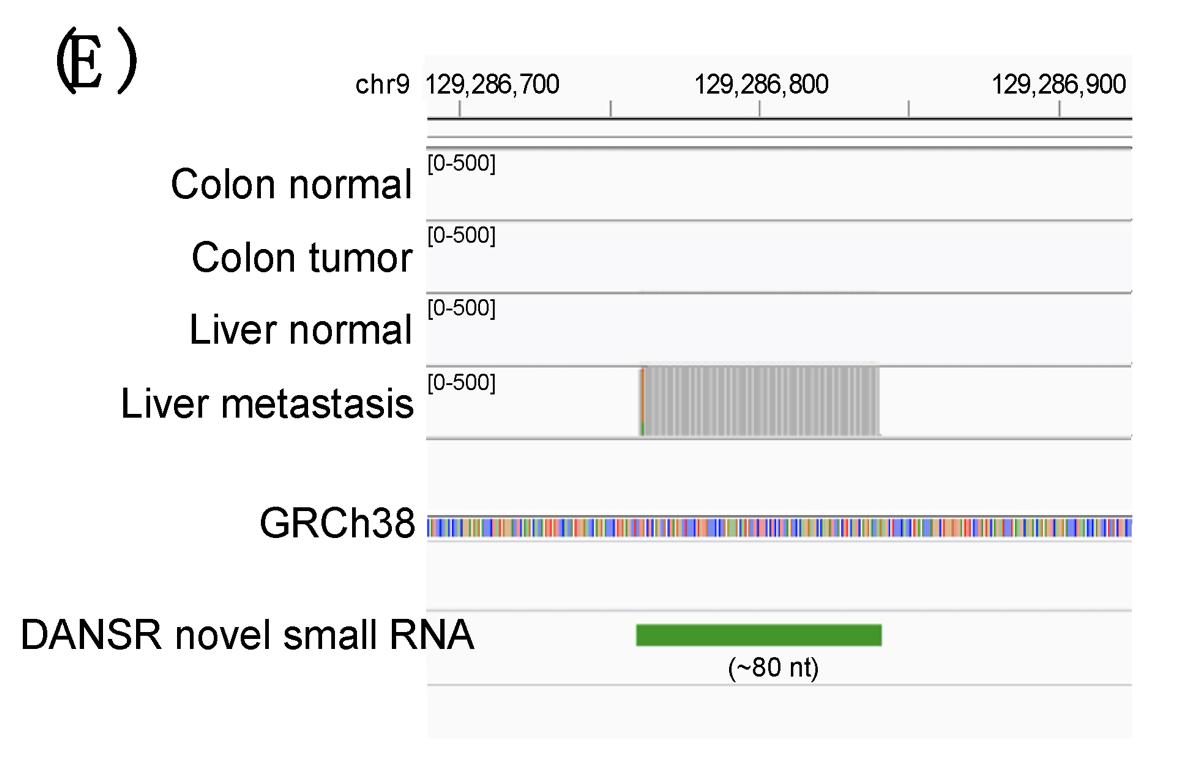 (E)
chr9 129,286,700 129,286,800 129,286,900
[0-500]
Colon normal
[0-500]
Colon tumor
[0-500]
Liver normal
[0-500]
Liver metastasis
GRCh38
DANSR novel small RNA
(~80 nt)